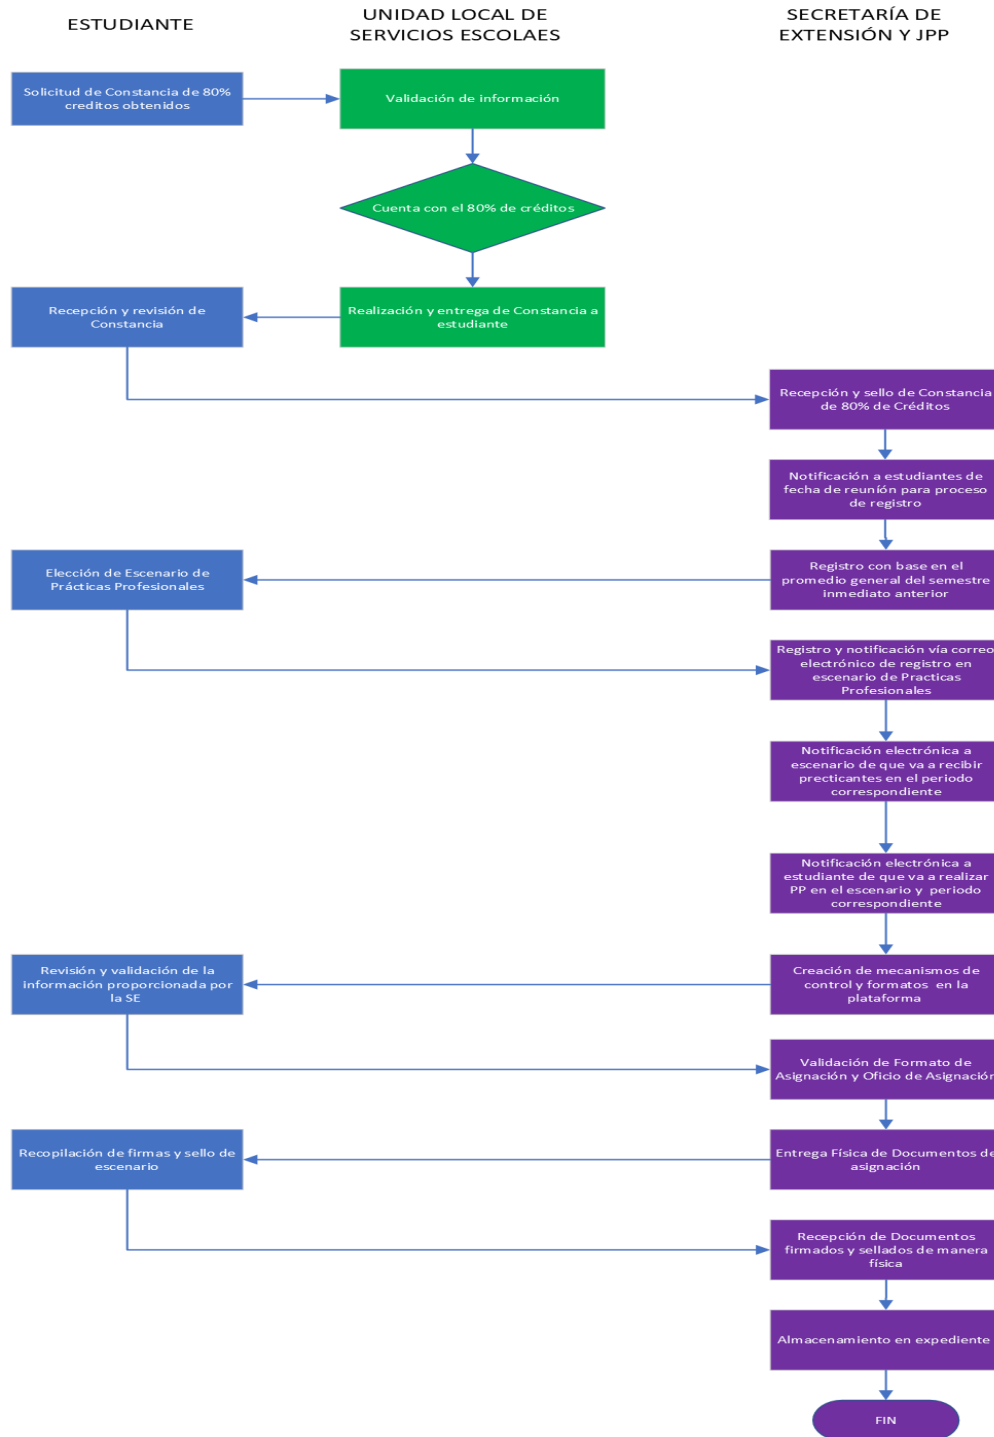 ESTUDIANTE
UNIDAD LOCAL DE
SERVICIOS ESCOLAES
SECRETARÍA DE
EXTENSIÓN Y JPP
Solicitud de Constancia de 80%
creditos obtenidos
Validación de información
Cuenta con el 80% de créditos
Recepción y revisión de
Constancia
Realización y entrega de Constancia a
estudiante
Recepción y sello de Constancia
de 80% de Créditos
Notificación a estudiantes de
fecha de reunión para proceso
de registro
Elección de Escenario de
Prácticas Profesionales
Registro con base en el
promedio general del semestre
inmediato anterior
Registro y notificación vía correo
electrónico de registro en
escenario de Practicas
Profesionales
Notificación electrónica a
escenario de que va a recibir
precticantes en el periodo
correspondiente
Notificación electrónica a
estudiante de que va a realizar
PP en el escenario y periodo
correspondiente
Revisión y validación de la
información proporcionada por
la SE
Creación de mecanismos de
control y formatos en la
plataforma
Validación de Formato de
Asignación y Oficio de Asignación
Recopilación de firmas y sello de
escenario
Entrega Física de Documentos de
asignación
Recepción de Documentos
firmados y sellados de manera
física
Almacenamiento en expediente
FIN